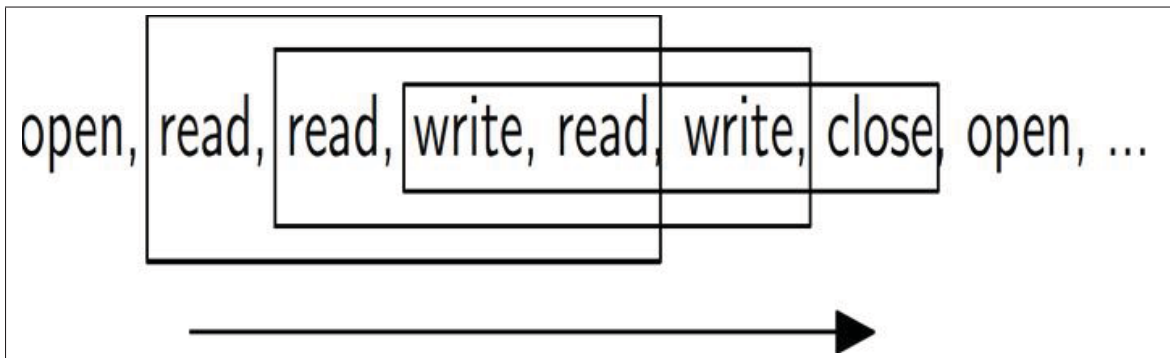 open, read, read, write, read, write, close, open, ...